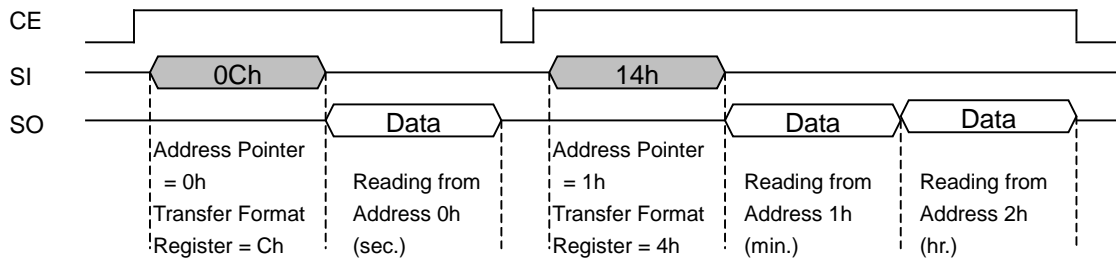 CE
SI
0Ch
14h
SO
Data
Data
Data
Address Pointer
= 0h
Transfer Format
Register = Ch
Reading from
Address 0h
(sec.)
Address Pointer
= 1h
Transfer Format
Register = 4h
Reading from
Address 1h
(min.)
Reading from
Address 2h
(hr.)